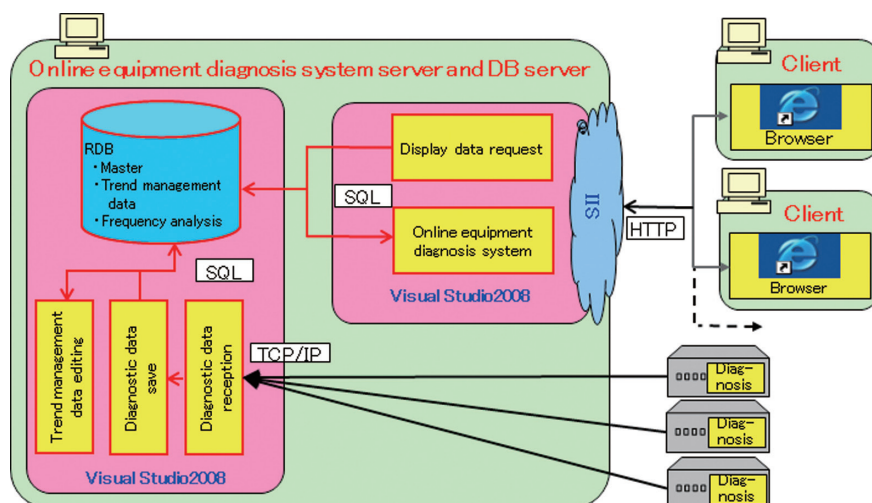 Online equipment diagnosis system server and DB server
RDB
・Master
・Trend management
data
・Frequency analysis
SQL
Trend management
data editing
Diagnostic data
save
Diagnostic data
reception
Visual Studio2008
Display data request
SQL
Online equipment
diagnosis system
Visual Studio2008
IIS
HTTP
TCP/IP
Client
Browser
Client
Browser
Diag-
nosis
Diag-
nosis
Diag-
nosis